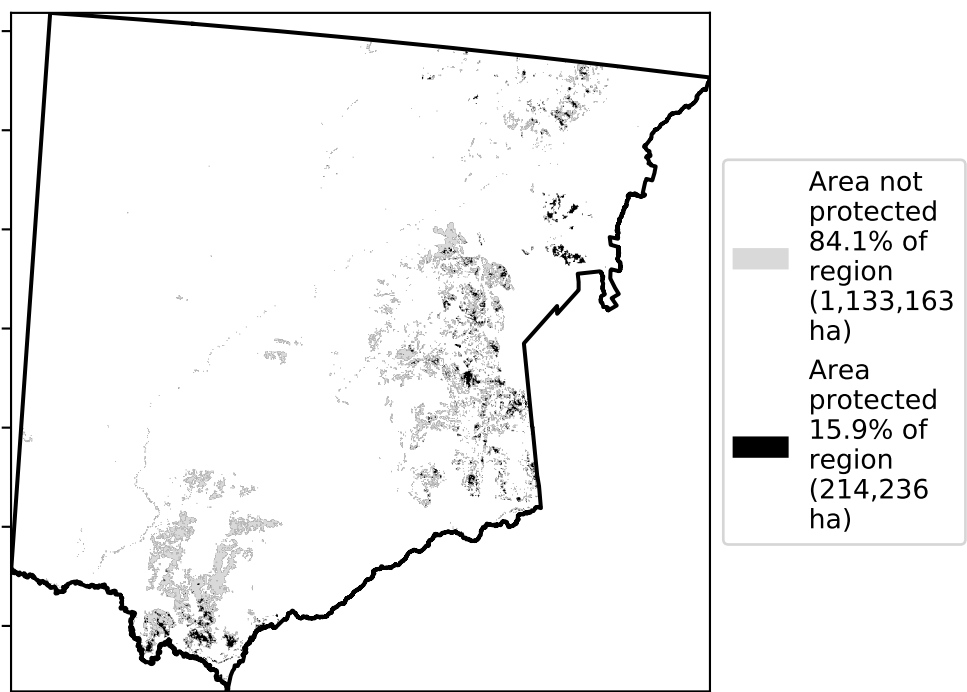 Area not
protected
84.1% of
region
(1,133,163
ha)
Area
protected
15.9% of
region
(214,236
ha)